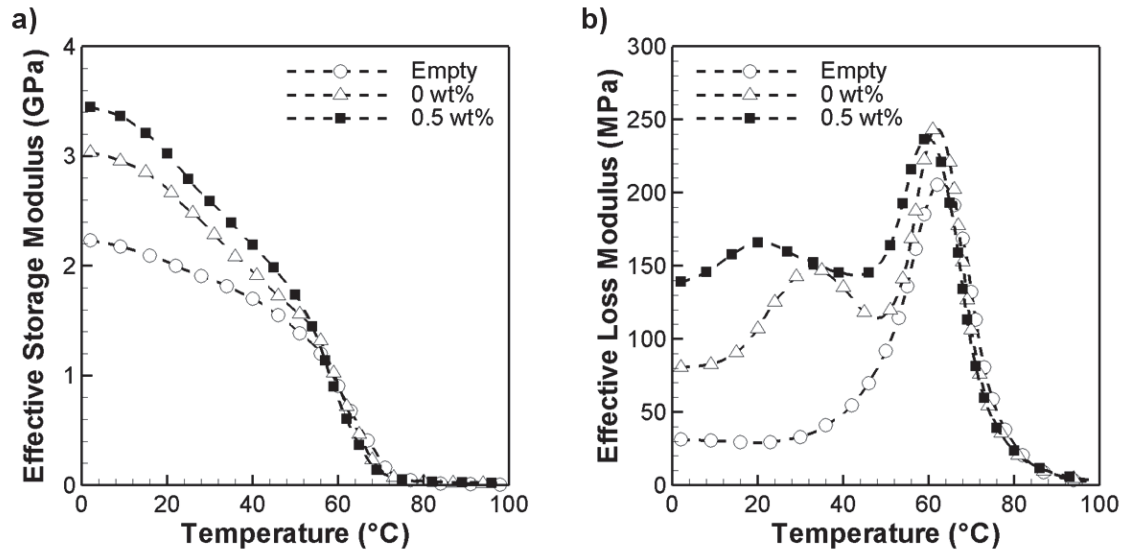 a)
Effective Storage Modulus (GPa)
4
3
2
1
0
0 20 40 60 80 100
Temperature (°C)
Empty
0 wt%
0.5 wt%
b)
Effective Loss Modulus (MPa)
300
250
200
150
100
50
0
0 20 40 60 80 100
Temperature (°C)
Empty
0 wt%
0.5 wt%